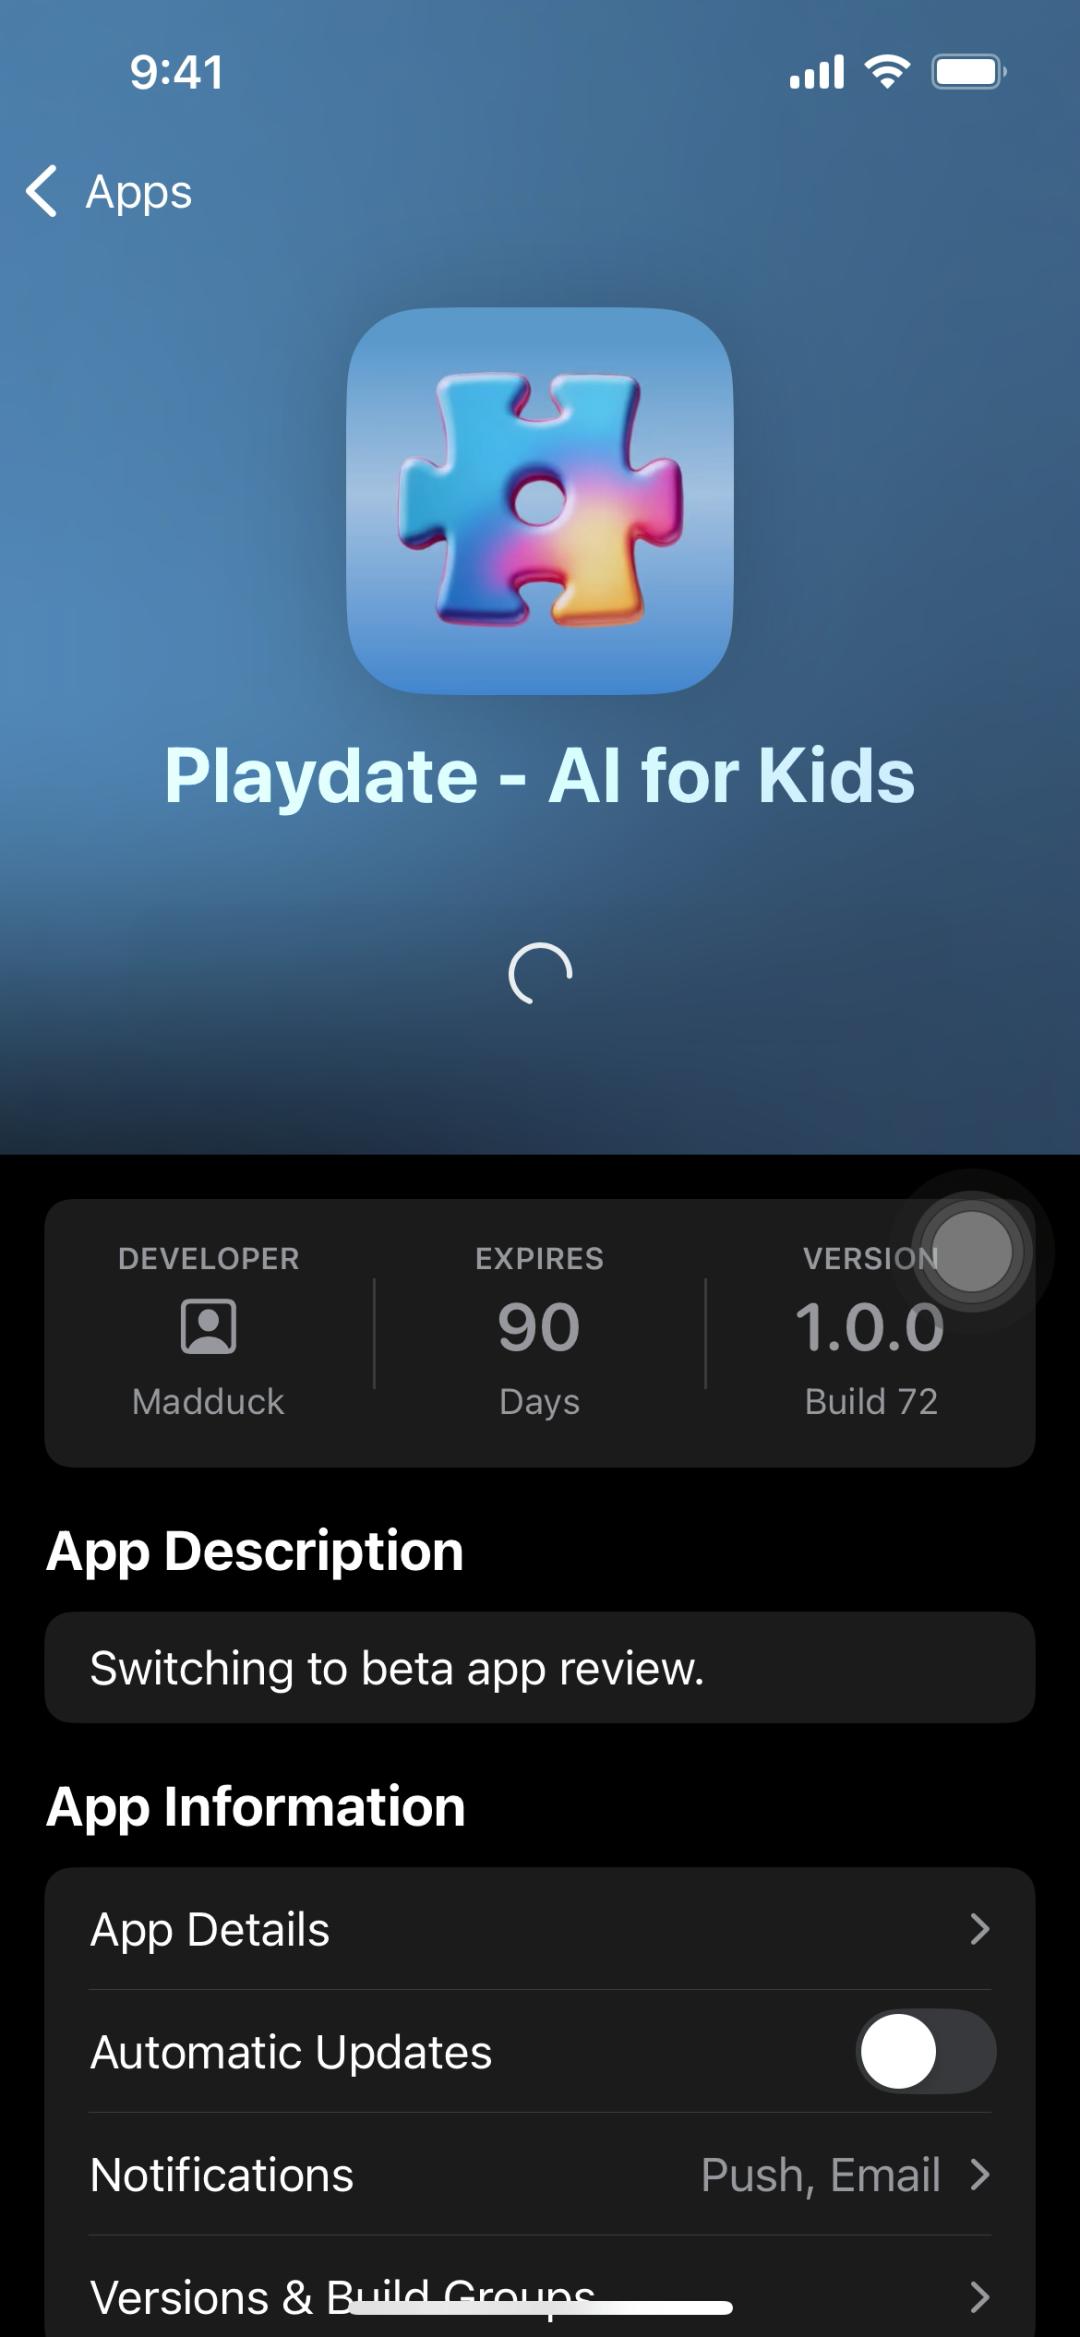 9:41
Apps
Playdate - AI for Kids
DEVELOPER
Madduck
EXPIRES
90
Days
VERSION
1.0.0
Build 72
App Description
Switching to beta app review.
App Information
App Details
Automatic Updates
Notifications
Push, Email
Versions & Build Groups